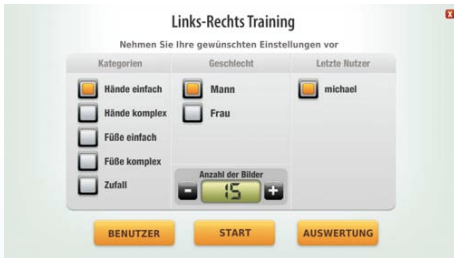 Links-Rechts Training
X
Nehmen Sie Ihre gewünschten Einstellungen vor
Kategorien
Hände einfach
Hände komplex
Füße einfach
Füße komplex
Zufall
Geschlecht
Mann
Frau
Anzahl der Bilder
- 15 +
Letzte Nutzer
michael
BENUTZER START AUSWERTUNG